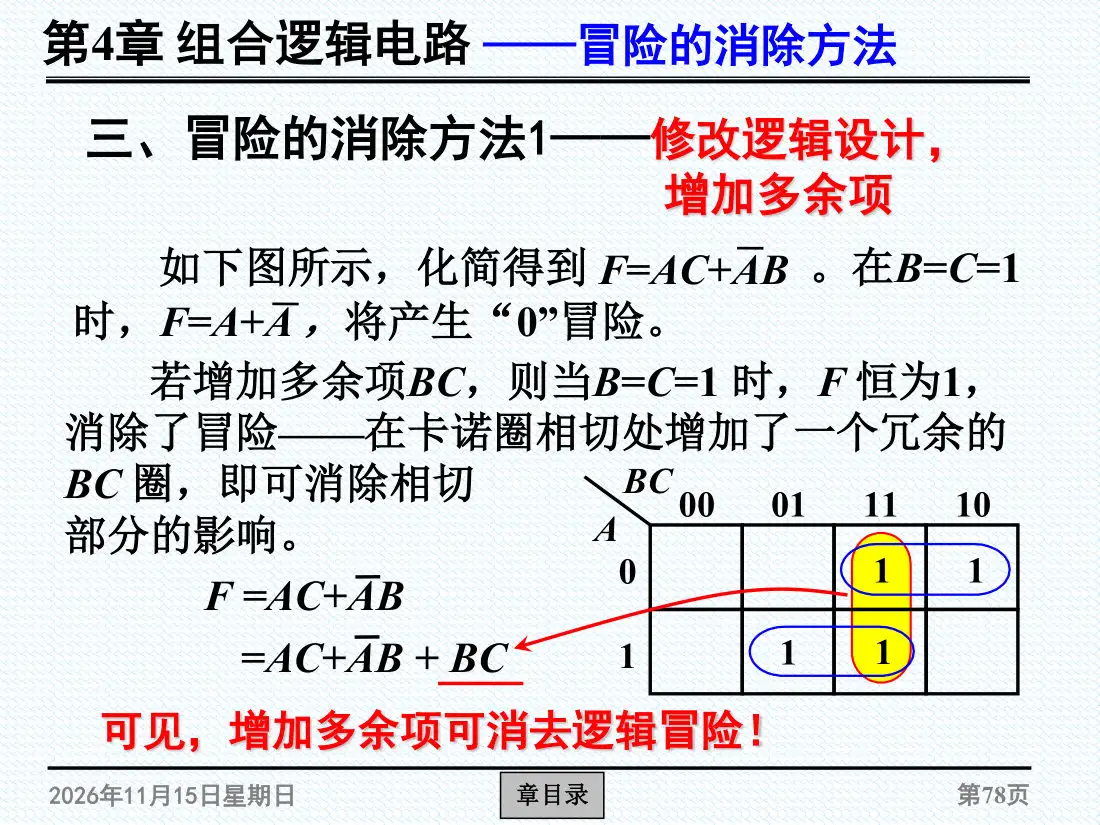 第4章 组合逻辑电路 ——冒险的消除方法
三、冒险的消除方法1——修改逻辑设计，
增加多余项
如下图所示，化简得到 F=AC+A̅B 。在B=C=1
时，F=A+A̅ ，将产生“0”冒险。
若增加多余项BC，则当B=C=1 时，F 恒为1，
消除了冒险——在卡诺圈相切处增加了一个冗余的
BC 圈，即可消除相切
部分的影响。
F =AC+A̅B
=AC+A̅B + BC
BC
A
00 01 11 10
0 1 1
1 1 1
可见，增加多余项可消去逻辑冒险！
2026年11月15日星期日 章目录 第78页